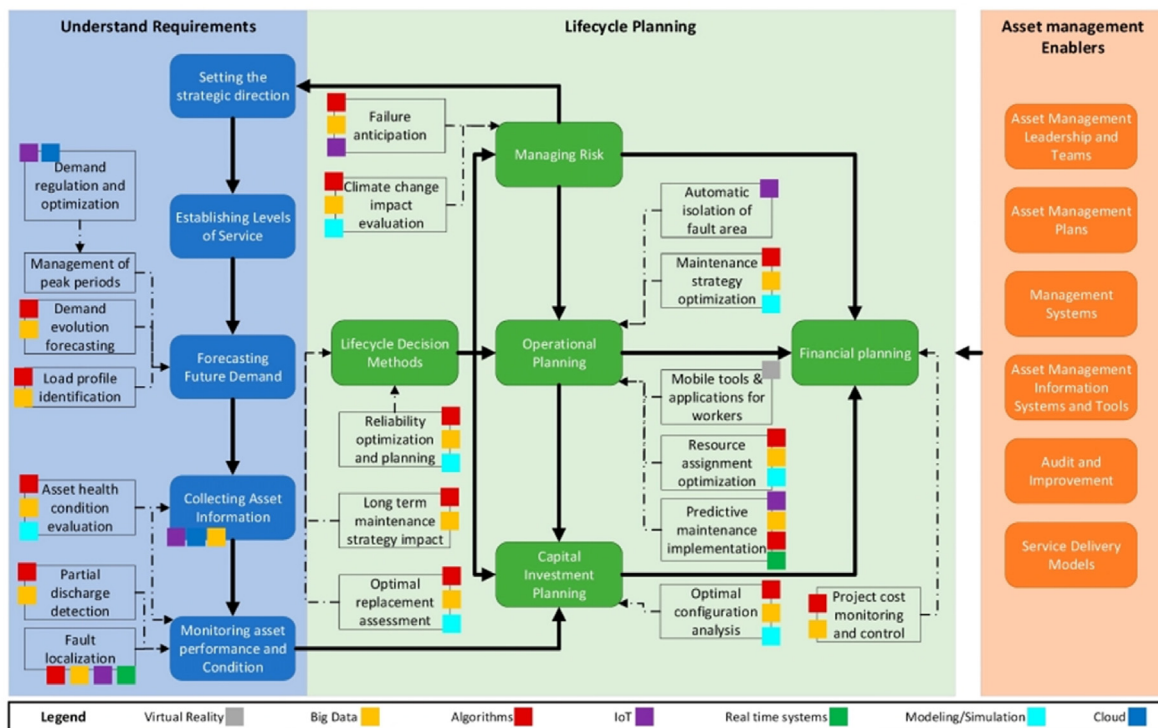 Understand Requirements
Setting the
strategic direction
Demand
regulation and
optimization
Establishing Levels
of Service
Management of
peak periods
Demand
evolution
forecasting
Forecasting
Future Demand
Load profile
identification
Asset health
condition
evaluation
Collecting Asset
Information
Partial
discharge
detection
Fault
localization
Monitoring asset
performance and
Condition
Lifecycle Planning
Failure
anticipation
Managing Risk
Climate change
impact
evaluation
Automatic
isolation of
fault area
Maintenance
strategy
optimization
Lifecycle Decision
Methods
Operational
Planning
Financial planning
Mobile tools &
applications for
workers
Reliability
optimization
and planning
Resource
assignment
optimization
Long term
maintenance
strategy impact
Predictive
maintenance
implementation
Capital
Investment
Planning
Optimal
replacement
assessment
Optimal
configuration
analysis
Project cost
monitoring
and control
Asset management
Enablers
Asset Management
Leadership and
Teams
Asset Management
Plans
Management
Systems
Asset Management
Information
Systems and Tools
Audit and
Improvement
Service Delivery
Models
Legend
Virtual Reality
Big Data
Algorithms
IoT
Real time systems
Modeling/Simulation
Cloud